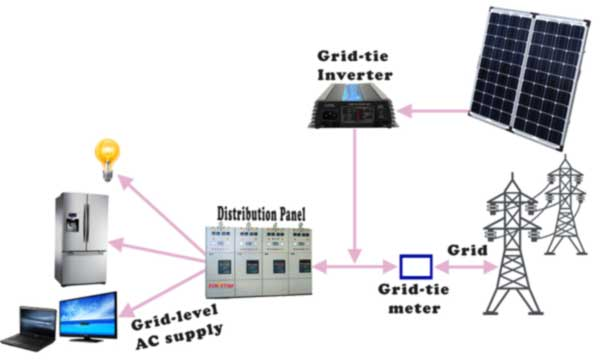 Grid-tie
Inverter
Distribution Panel
Grid
Grid-tie
meter
Grid-level
AC supply